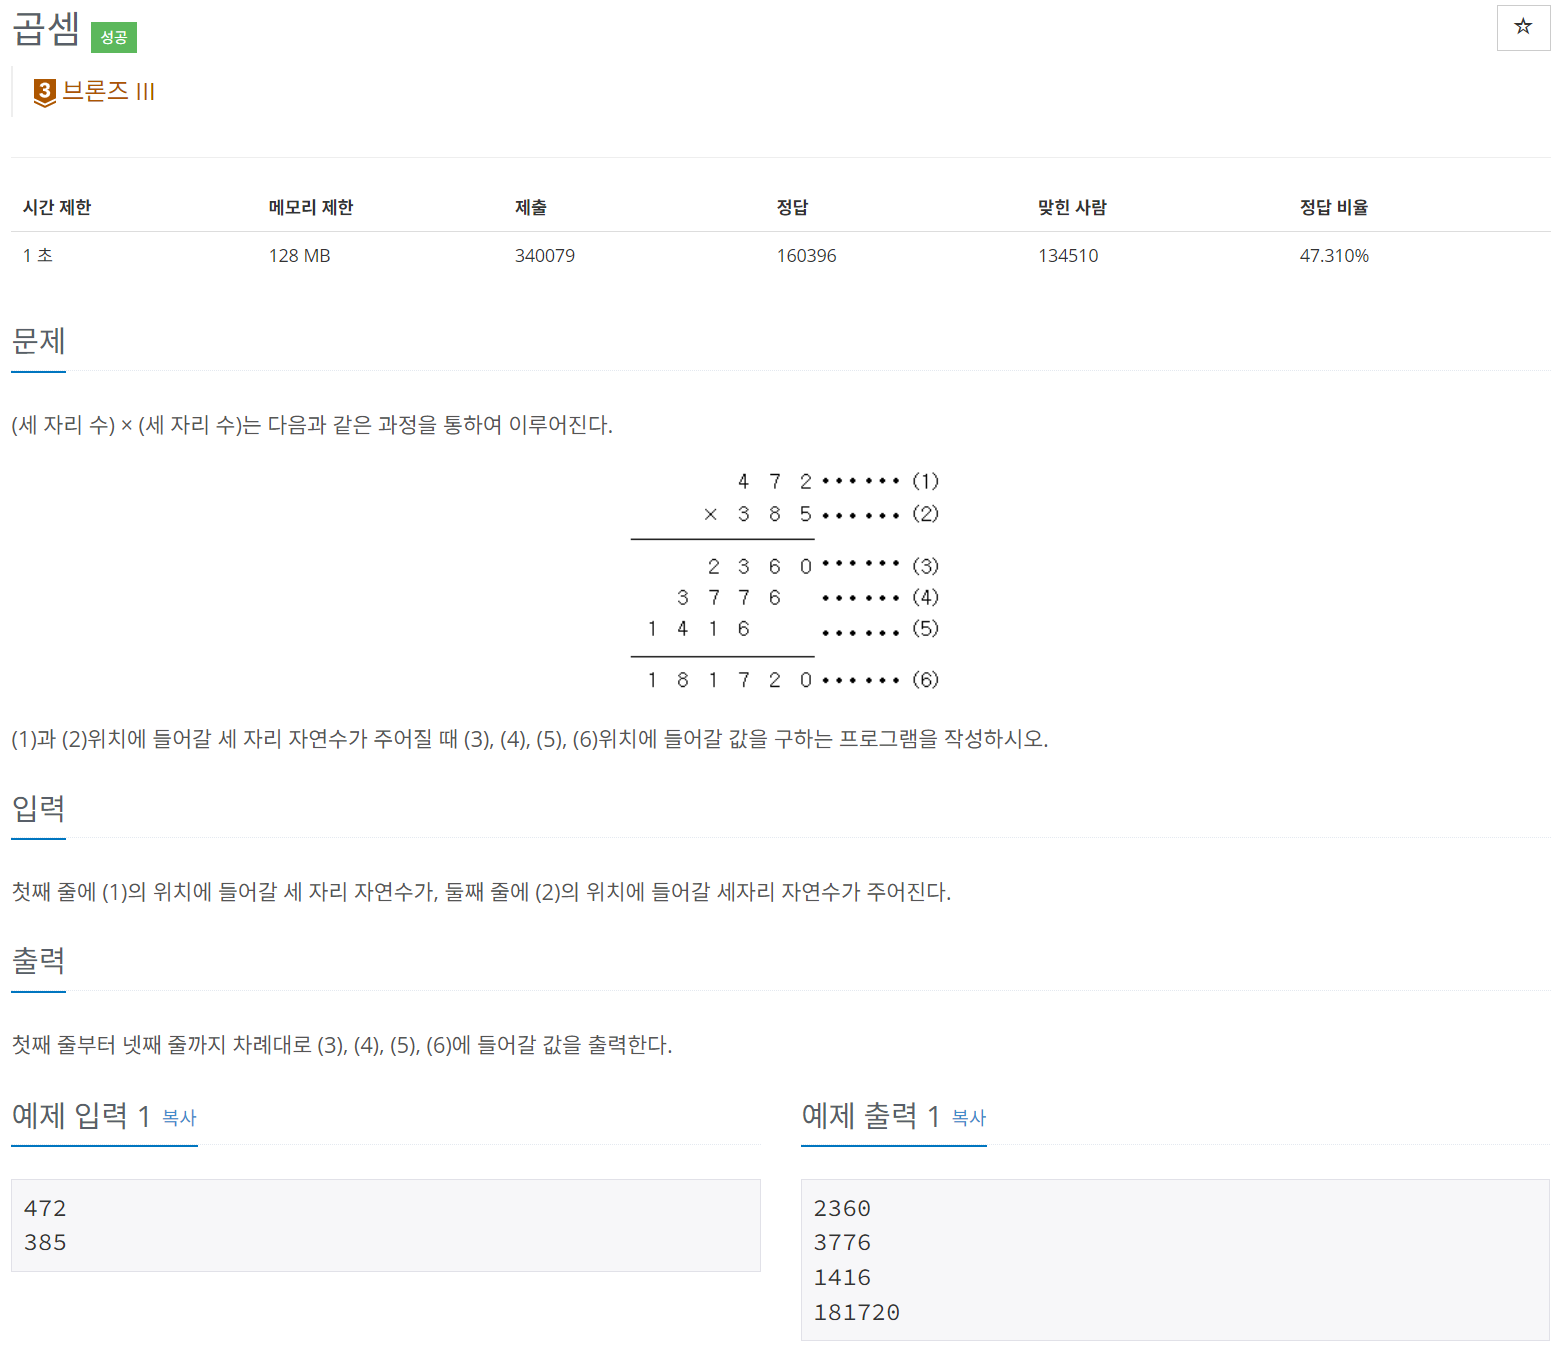 곱셈 성공
☆
3 브론즈 III
시간 제한 메모리 제한 제출 정답 맞힌 사람 정답 비율
1 초 128 MB 340079 160396 134510 47.310%
문제
(세 자리 수) × (세 자리 수)는 다음과 같은 과정을 통하여 이루어진다.
4 7 2 •••••• (1)
× 3 8 5 •••••• (2)
2 3 6 0 •••••• (3)
3 7 7 6 •••••• (4)
1 4 1 6 •••••• (5)
1 8 1 7 2 0 •••••• (6)
(1)과 (2)위치에 들어갈 세 자리 자연수가 주어질 때 (3), (4), (5), (6)위치에 들어갈 값을 구하는 프로그램을 작성하시오.
입력
첫째 줄에 (1)의 위치에 들어갈 세 자리 자연수가, 둘째 줄에 (2)의 위치에 들어갈 세자리 자연수가 주어진다.
출력
첫째 줄부터 넷째 줄까지 차례대로 (3), (4), (5), (6)에 들어갈 값을 출력한다.
예제 입력 1 복사
472
385
예제 출력 1 복사
2360
3776
1416
181720